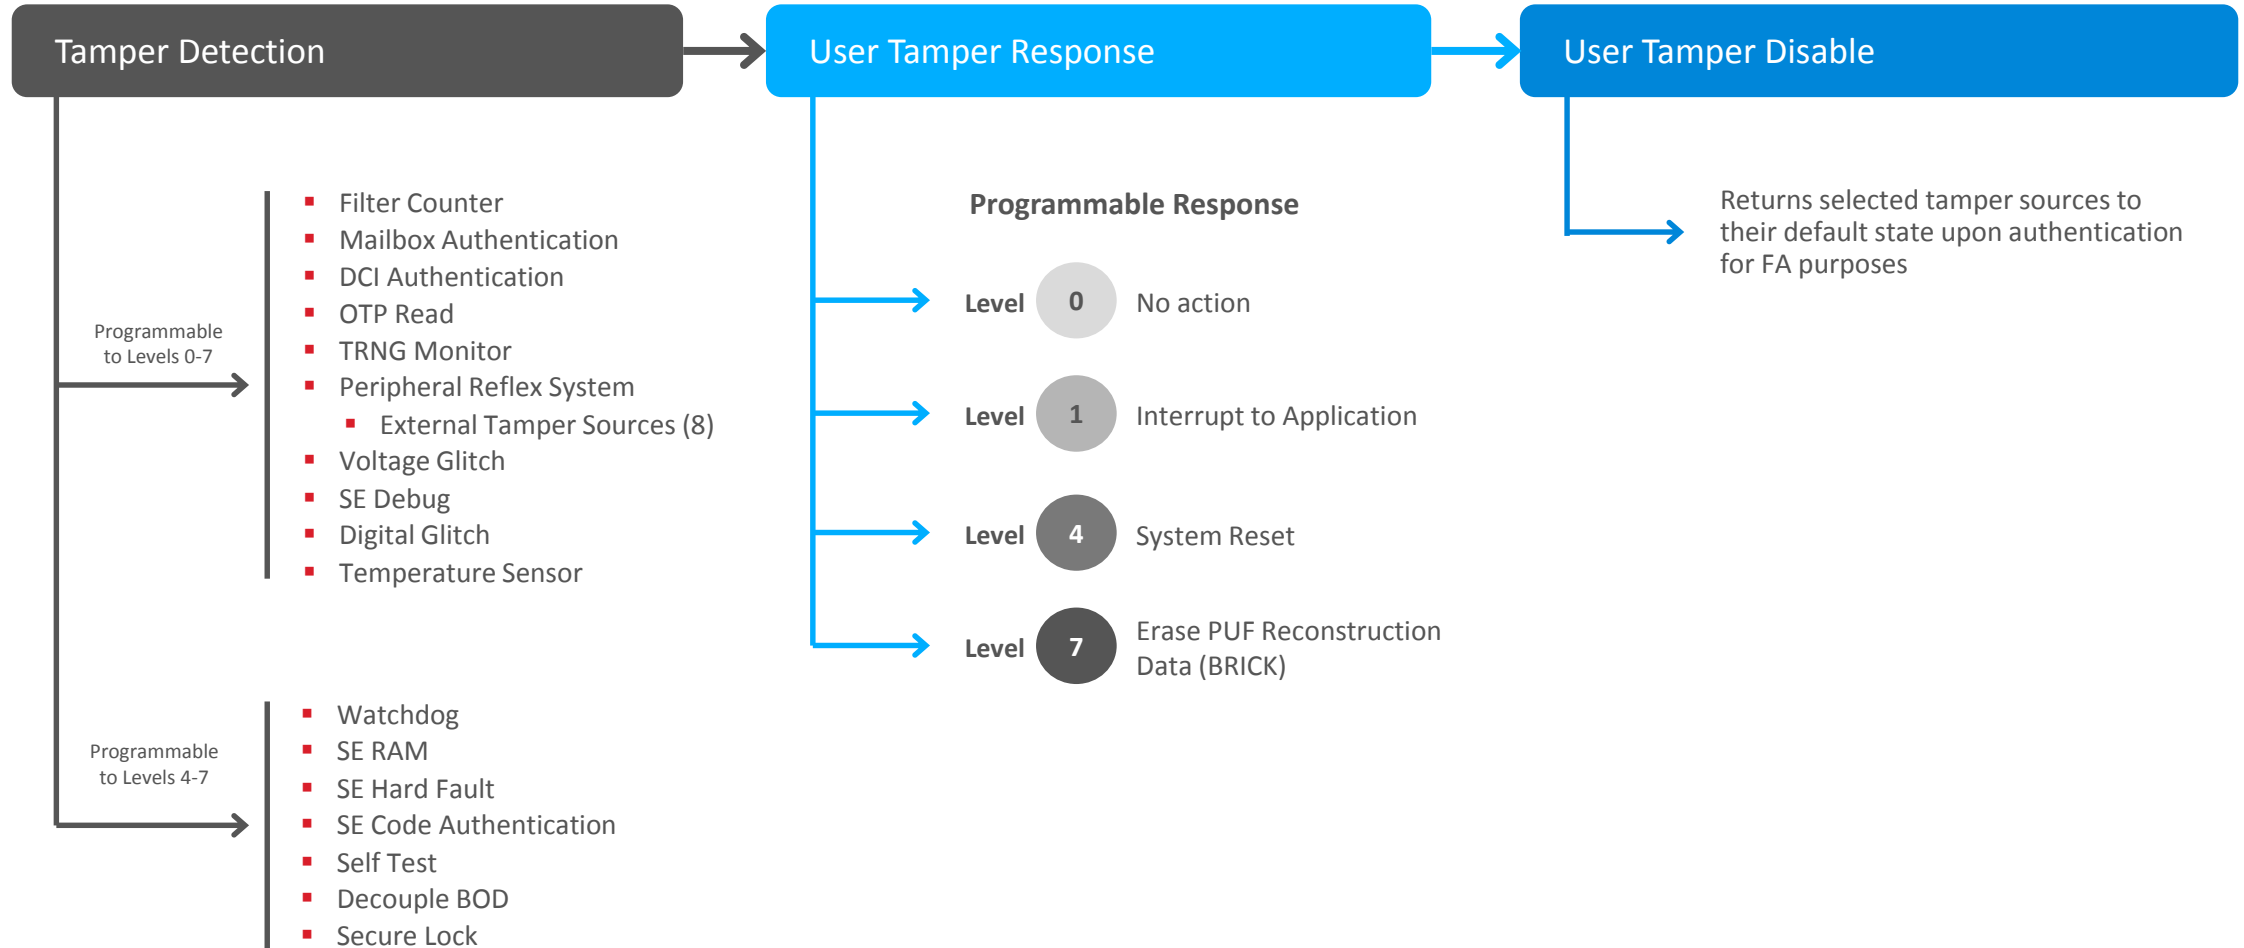 Tamper Detection
Programmable
to Levels 0-7
Filter Counter
Mailbox Authentication
DCI Authentication
OTP Read
TRNG Monitor
Peripheral Reflex System
External Tamper Sources (8)
Voltage Glitch
SE Debug
Digital Glitch
Temperature Sensor
Programmable
to Levels 4-7
Watchdog
SE RAM
SE Hard Fault
SE Code Authentication
Self Test
Decouple BOD
Secure Lock
User Tamper Response
Programmable Response
Level 0 No action
Level 1 Interrupt to Application
Level 4 System Reset
Level 7 Erase PUF Reconstruction
Data (BRICK)
User Tamper Disable
Returns selected tamper sources to
their default state upon authentication
for FA purposes